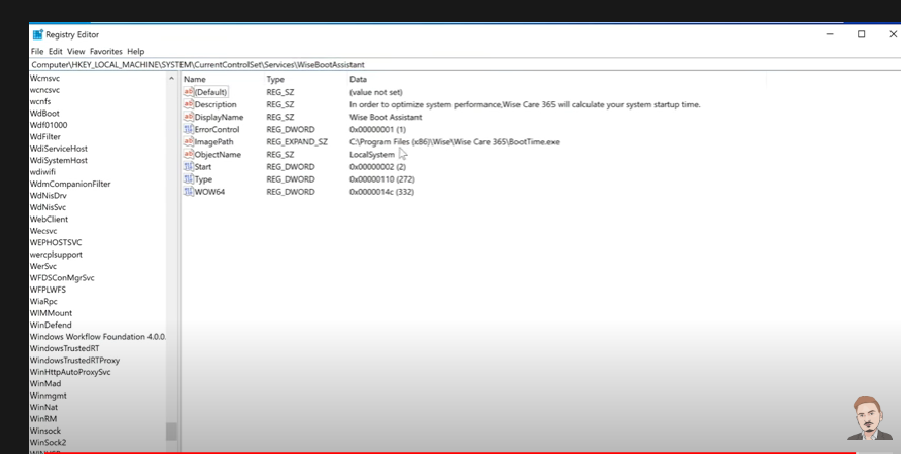 Registry Editor
File Edit View Favorites Help
Computer\HKEY_LOCAL_MACHINE\SYSTEM\CurrentControlSet\Services\WiseBootAssistant
Wcmsvc
wcncsvc
wcnfs
WdBoot
Wdf01000
WdFilter
WdiServiceHost
WdiSystemHost
wdiwifi
WdmCompanionFilter
WdNisDrv
WdNisSvc
WebClient
Wecsvc
WEPHOSTSVC
wercplsupport
WerSvc
WFDSConMgrSvc
WFPLWFS
WiaRpc
WIMMount
WinDefend
Windows Workflow Foundation 4.0.0.
WindowsTrustedRT
WindowsTrustedRTProxy
WinHttpAutoProxySvc
WinMad
Winmgmt
WinNat
WinRM
Winsock
WinSock2
Name Type Data
(Default) REG_SZ (value not set)
Description REG_SZ In order to optimize system performance,Wise Care 365 will calculate your system startup time.
DisplayName REG_SZ Wise Boot Assistant
ErrorControl REG_DWORD 0x00000001 (1)
ImagePath REG_EXPAND_SZ C:\Program Files (x86)\Wise\Wise Care 365\BootTime.exe
ObjectName REG_SZ LocalSystem
Start REG_DWORD 0x00000002 (2)
Type REG_DWORD 0x00000110 (272)
WOW64 REG_DWORD 0x0000014c (332)